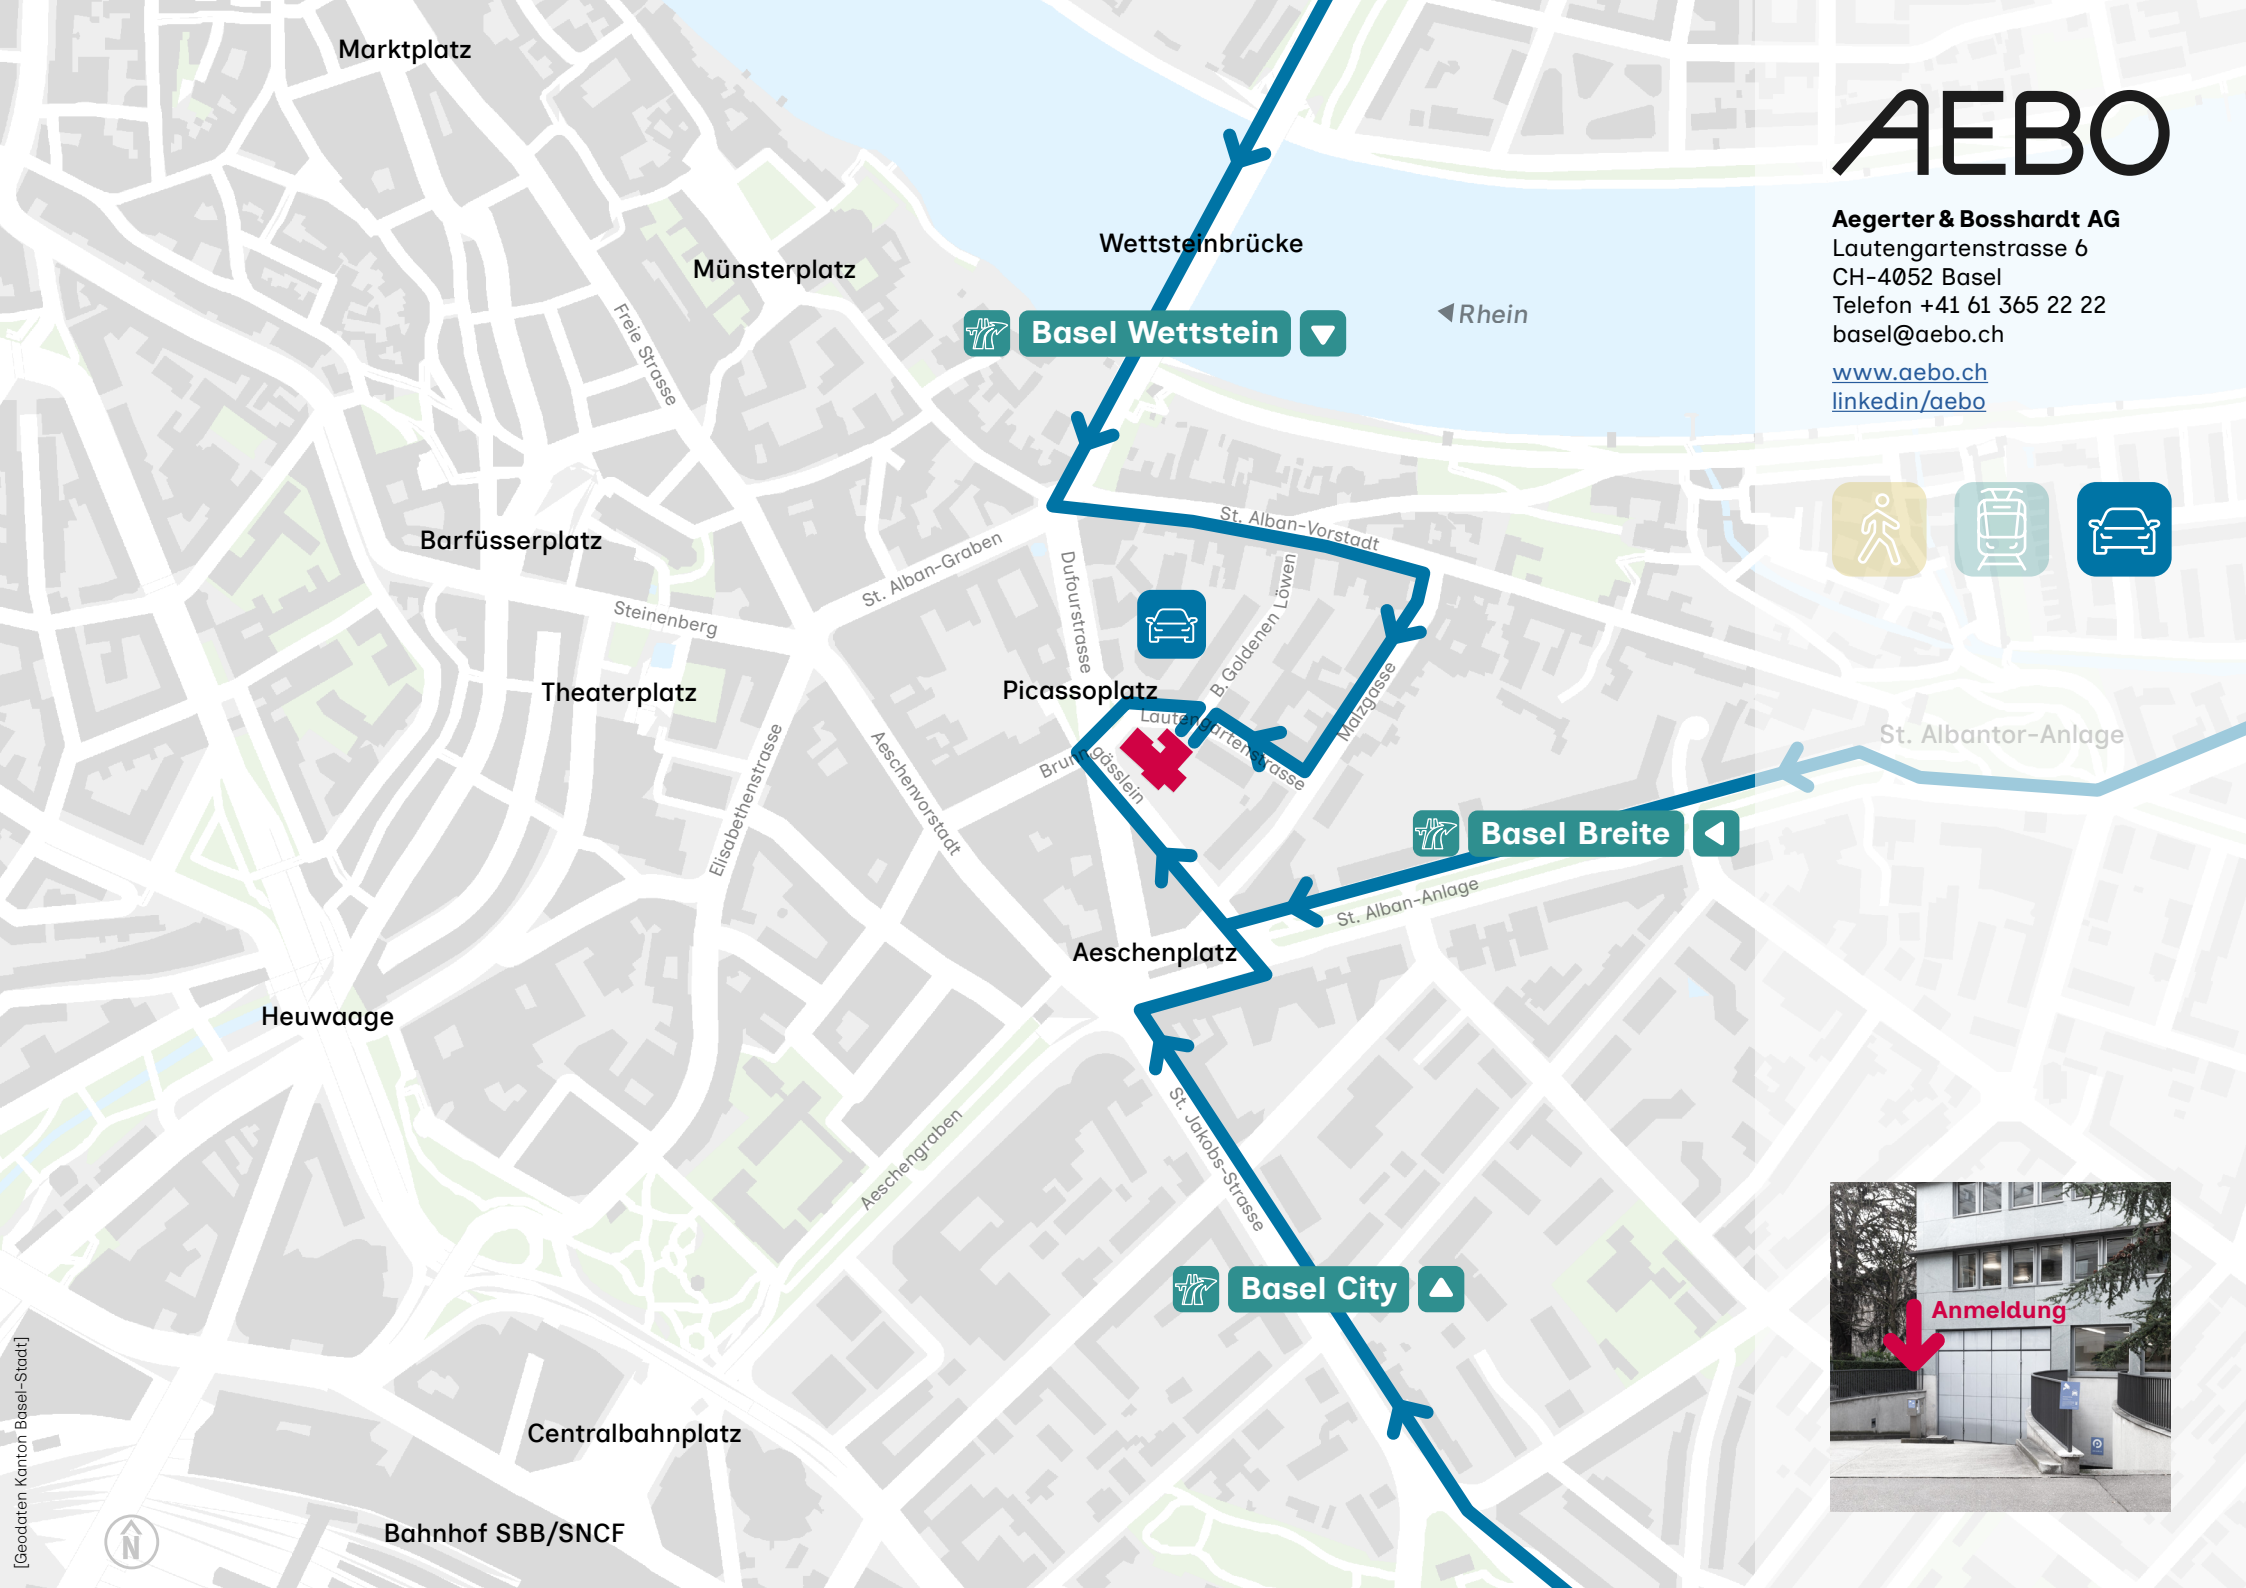 Marktplatz
AEBO
Aegerter & Bosshardt AG
Lautengartenstrasse 6
CH-4052 Basel
Telefon +41 61 365 22 22
basel@aebo.ch
www.aebo.ch
linkedin/aebo
Wettsteinbrücke
Münsterplatz
Rhein
Basel Wettstein
Freie Strasse
St. Alban-Vorstadt
Barfüsserplatz
St. Alban-Graben
Dufourstrasse
B. Goldenen Löwen
Steinenberg
Theaterplatz
Picassoplatz
Lautengartenstrasse
Malzgasse
St. Albantor-Anlage
Brunngässlein
Elisabethenstrasse
Aeschenvorstadt
Basel Breite
St. Alban-Anlage
Aeschenplatz
Heuwaage
Aeschengraben
St. Jakobs-Strasse
Basel City
Anmeldung
Centralbahnplatz
Bahnhof SBB/SNCF
N
[Geodaten Kanton Basel-Stadt]